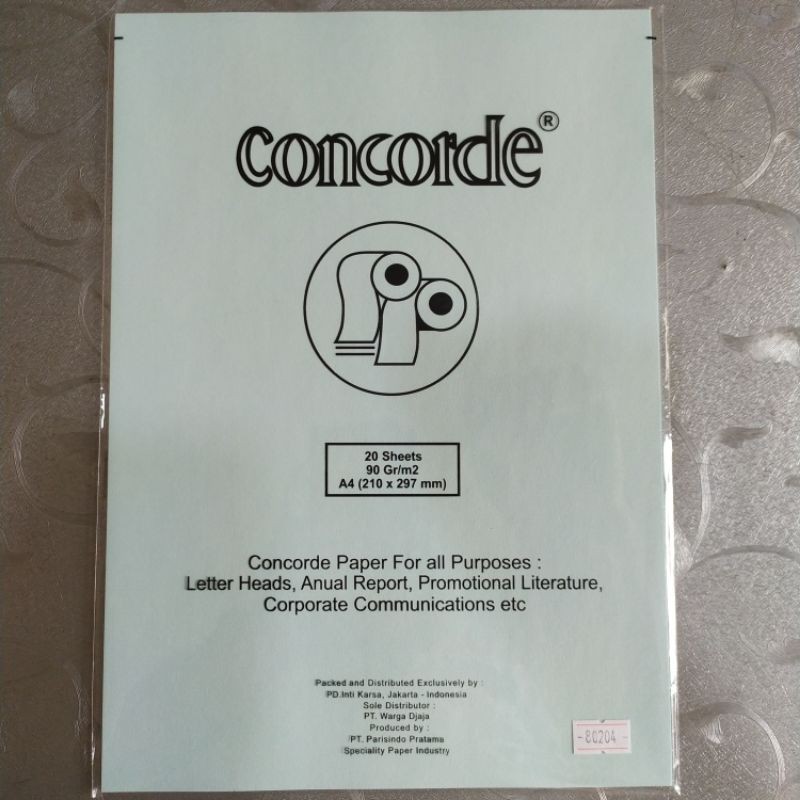 Concorde®
20 Sheets
90 Gr/m2
A4 (210 x 297 mm)
Concorde Paper For all Purposes :
Letter Heads, Anual Report, Promotional Literature,
Corporate Communications etc
Packed and Distributed Exclusively by :
PD.Inti Karsa, Jakarta - Indonesia
Sole Distributor :
PT. Warga Djaja
Produced by :
PT. Parisindo Pratama
Speciality Paper Industry
-80204-